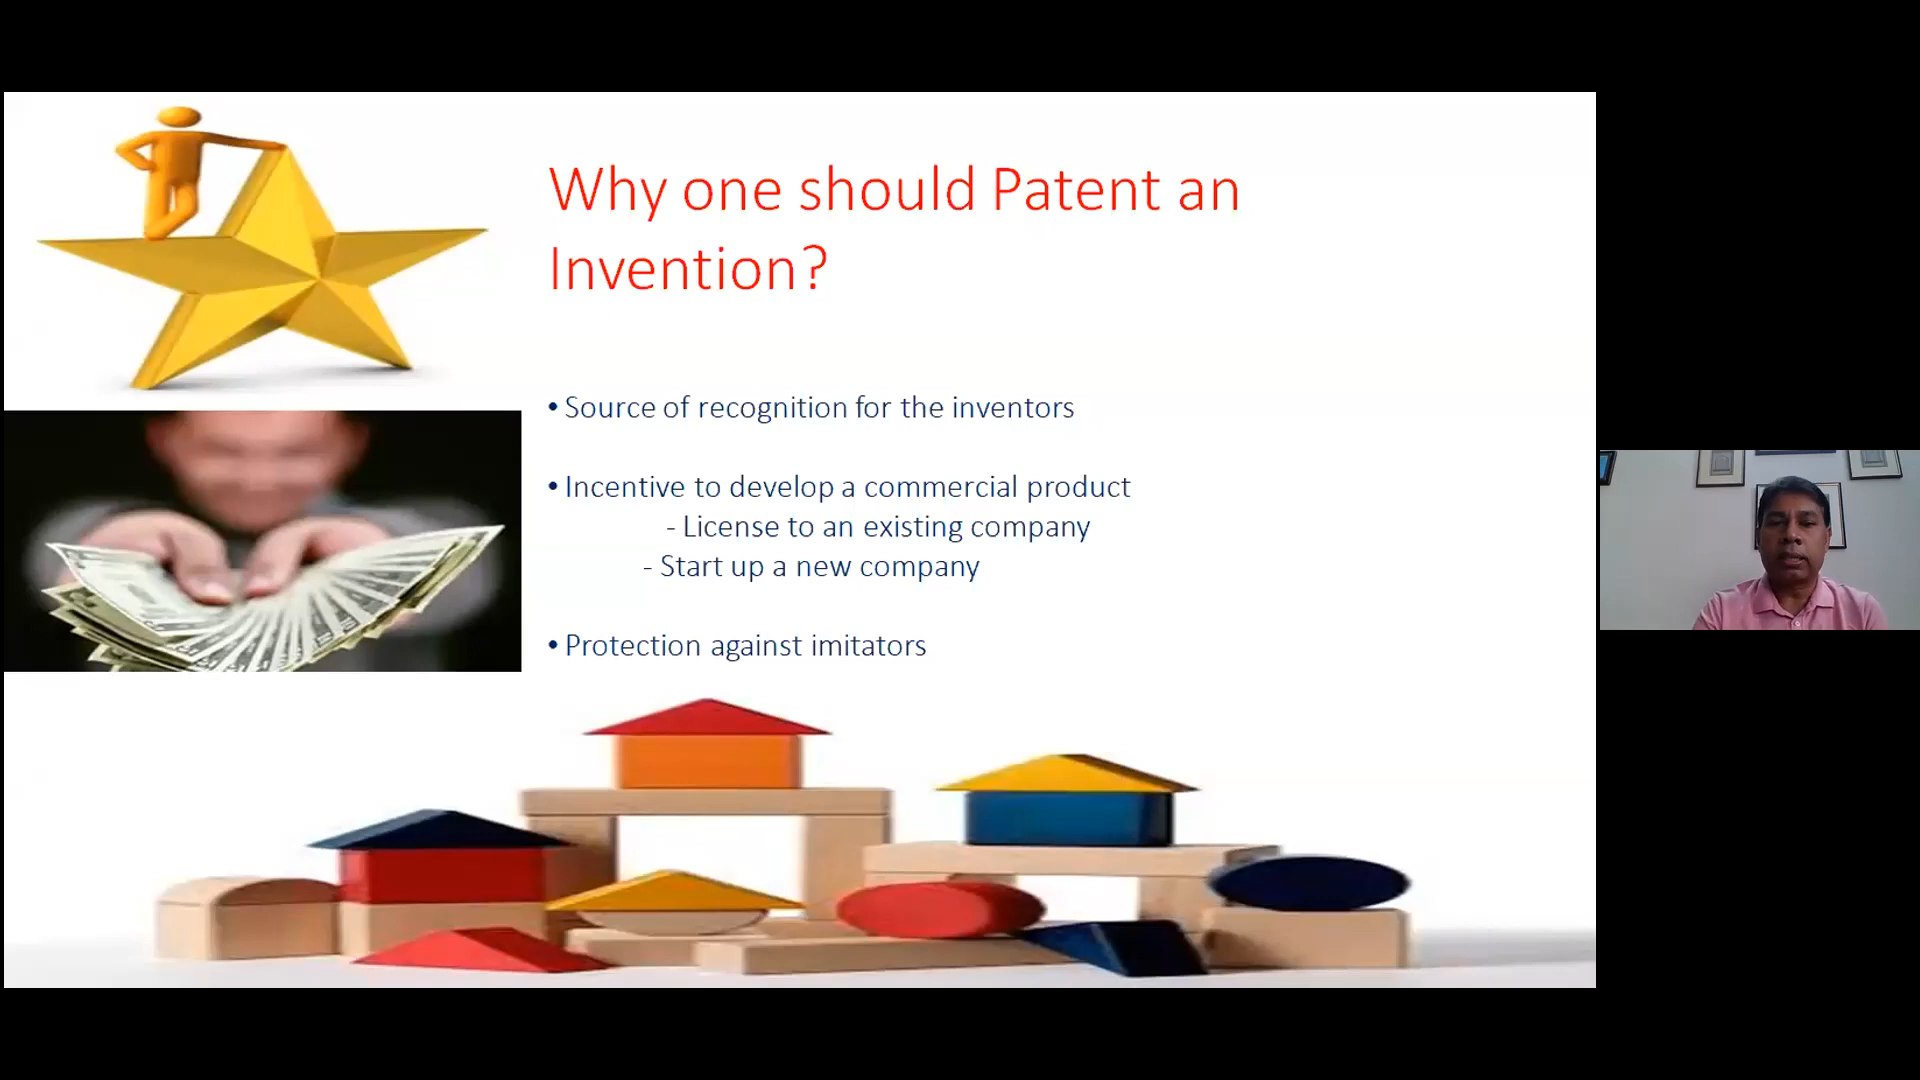 Why one should Patent an
Invention?
• Source of recognition for the inventors
• Incentive to develop a commercial product
- License to an existing company
- Start up a new company
• Protection against imitators